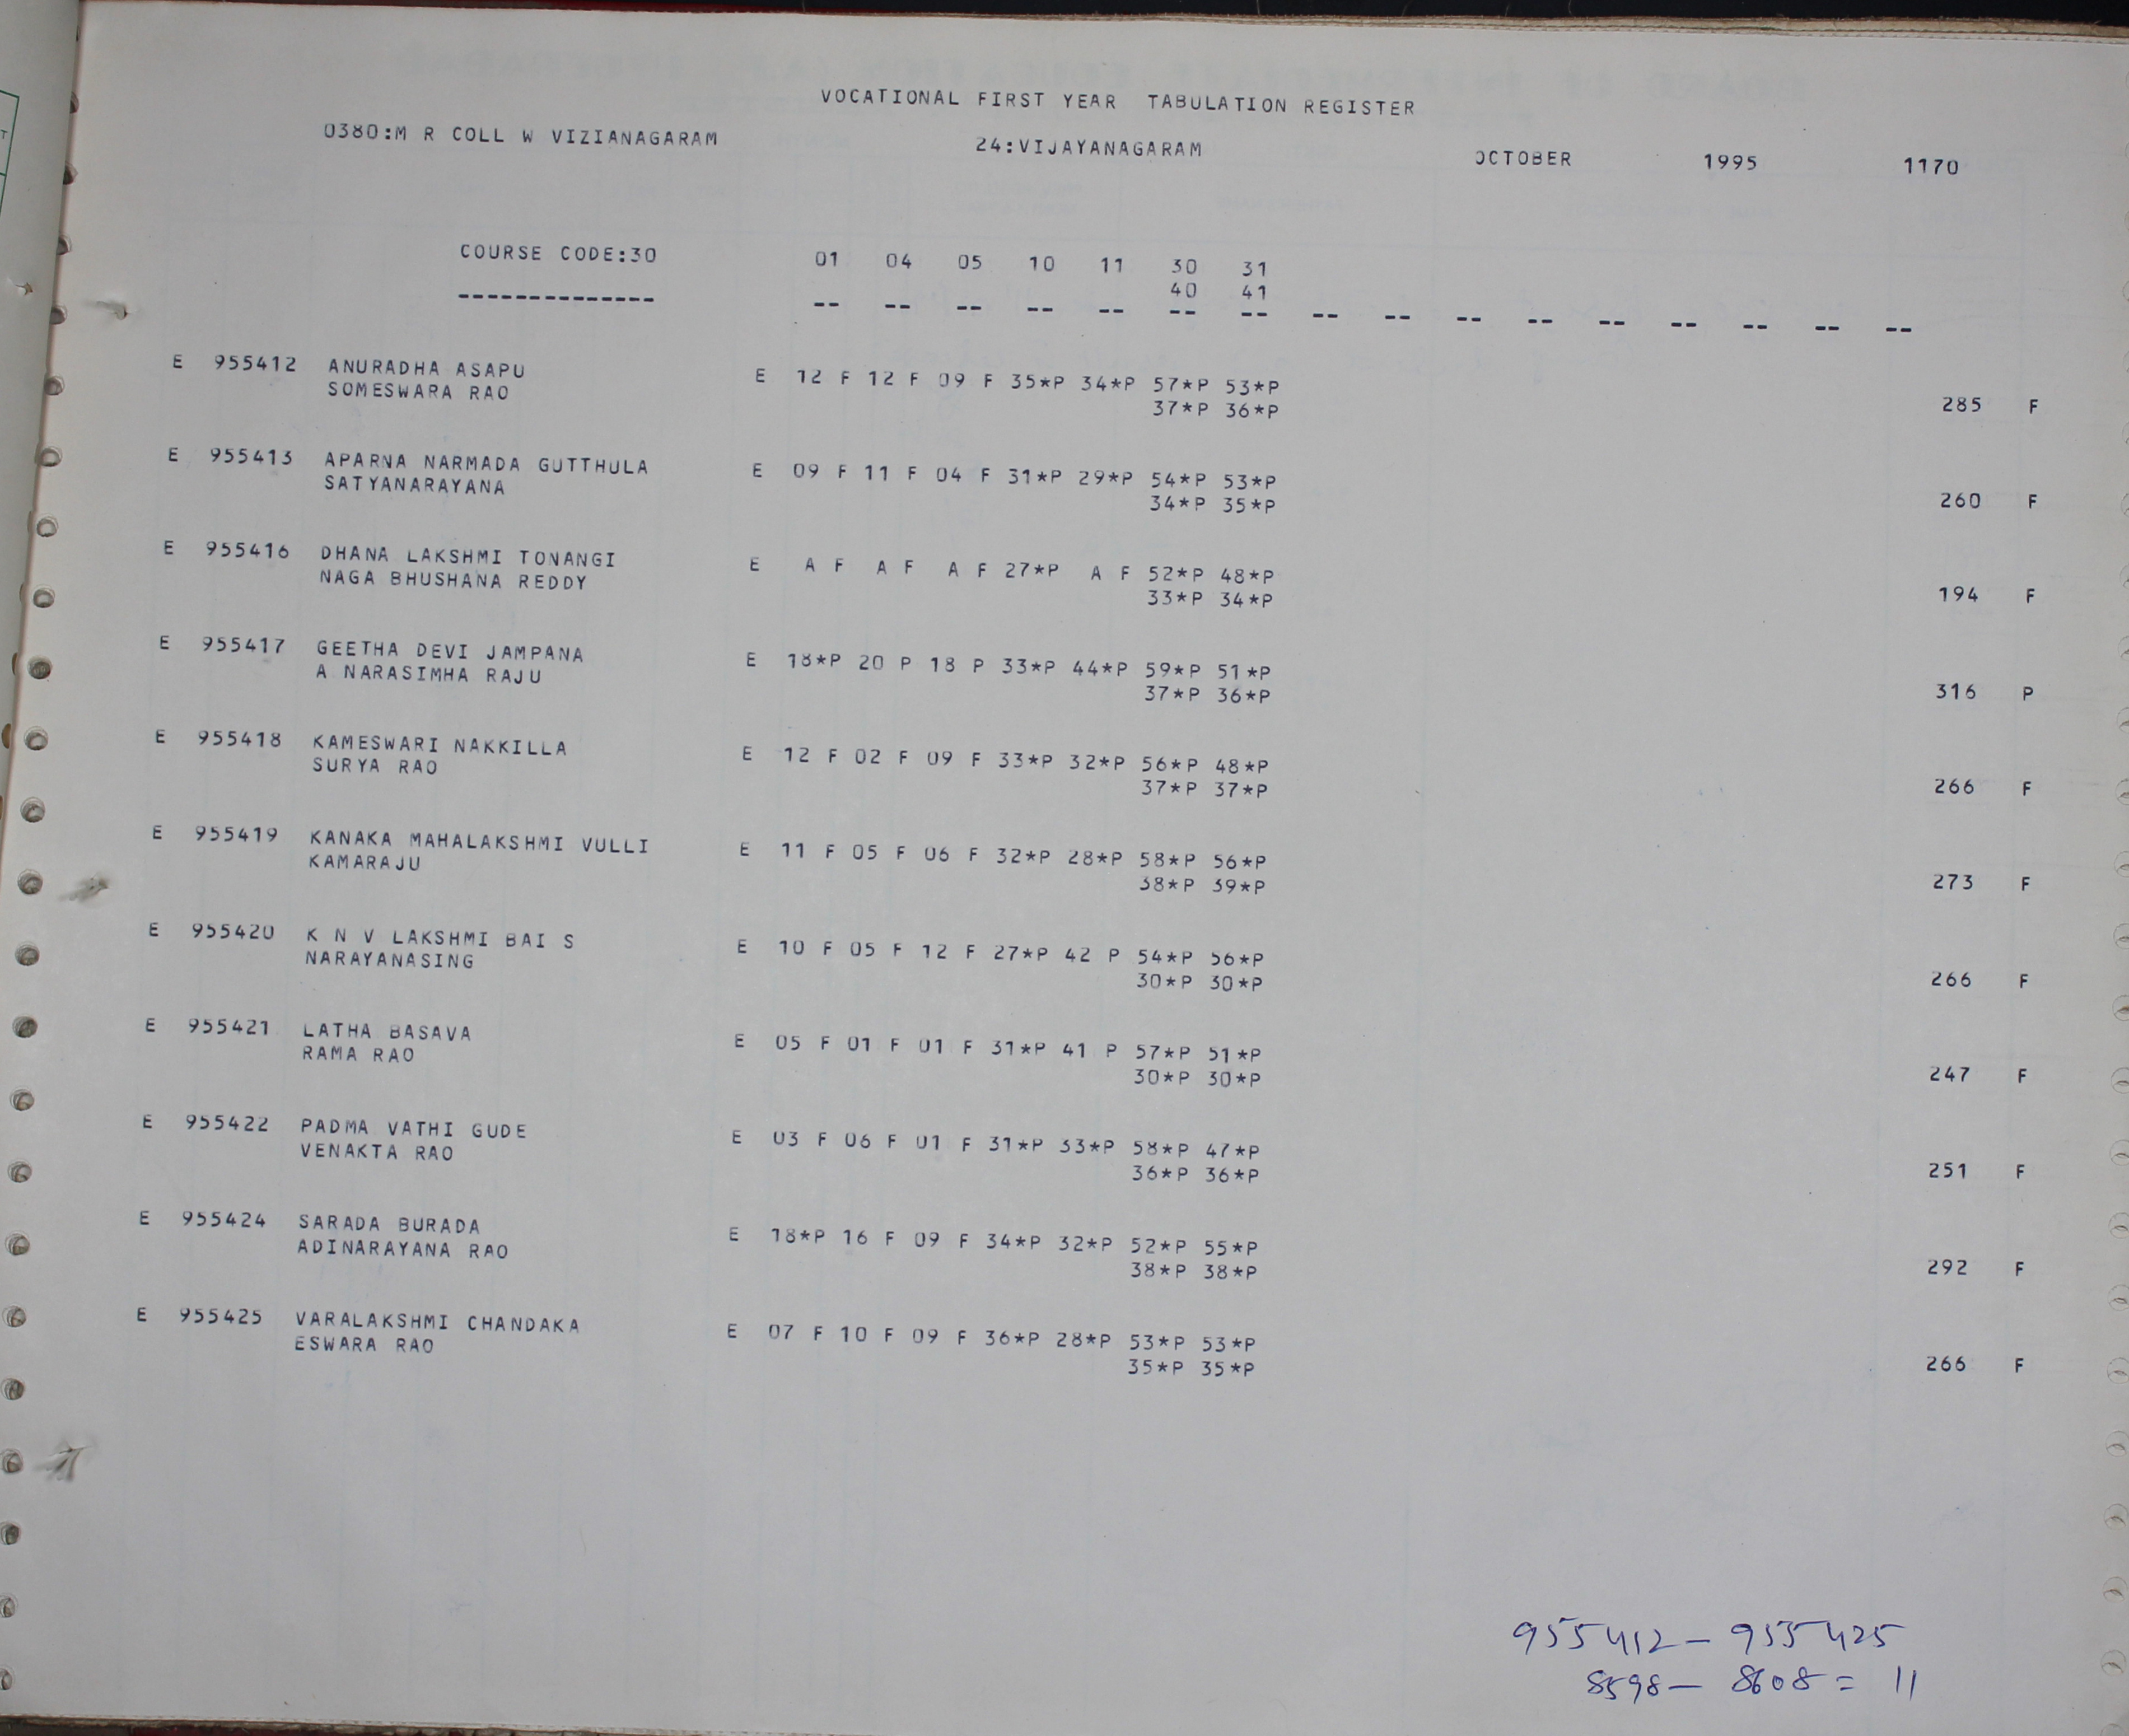 VOCATIONAL FIRST YEAR TABULATION REGISTER
0380:M R COLL W VIZIANAGARAM 24:VIJAYANAGARAM OCTOBER 1995 1170
COURSE CODE:30 01 04 05 10 11 30 31
40 41
-------------- -- -- -- -- -- -- -- -- -- -- -- -- -- -- -- --
E 955412 ANURADHA ASAPU E 12 F 12 F 09 F 35*P 34*P 57*P 53*P
SOMESWARA RAO 37*P 36*P 285 F
E 955413 APARNA NARMADA GUTTHULA E 09 F 11 F 04 F 31*P 29*P 54*P 53*P
SATYANARAYANA 34*P 35*P 260 F
E 955416 DHANA LAKSHMI TONANGI E A F A F A F 27*P A F 52*P 48*P
NAGA BHUSHANA REDDY 33*P 34*P 194 F
E 955417 GEETHA DEVI JAMPANA E 18*P 20 P 18 P 33*P 44*P 59*P 51*P
A NARASIMHA RAJU 37*P 36*P 316 P
E 955418 KAMESWARI NAKKILLA E 12 F 02 F 09 F 33*P 32*P 56*P 48*P
SURYA RAO 37*P 37*P 266 F
E 955419 KANAKA MAHALAKSHMI VULLI E 11 F 05 F 06 F 32*P 28*P 58*P 56*P
KAMARAJU 38*P 39*P 273 F
E 955420 K N V LAKSHMI BAI S E 10 F 05 F 12 F 27*P 42 P 54*P 56*P
NARAYANASING 30*P 30*P 266 F
E 955421 LATHA BASAVA E 05 F 01 F 01 F 31*P 41 P 57*P 51*P
RAMA RAO 30*P 30*P 247 F
E 955422 PADMA VATHI GUDE E 03 F 06 F 01 F 31*P 33*P 58*P 47*P
VENAKTA RAO 36*P 36*P 251 F
E 955424 SARADA BURADA E 18*P 16 F 09 F 34*P 32*P 52*P 55*P
ADINARAYANA RAO 38*P 38*P 292 F
E 955425 VARALAKSHMI CHANDAKA E 07 F 10 F 09 F 36*P 28*P 53*P 53*P
ESWARA RAO 35*P 35*P 266 F
955412 - 955425
8598 - 8608 = 11